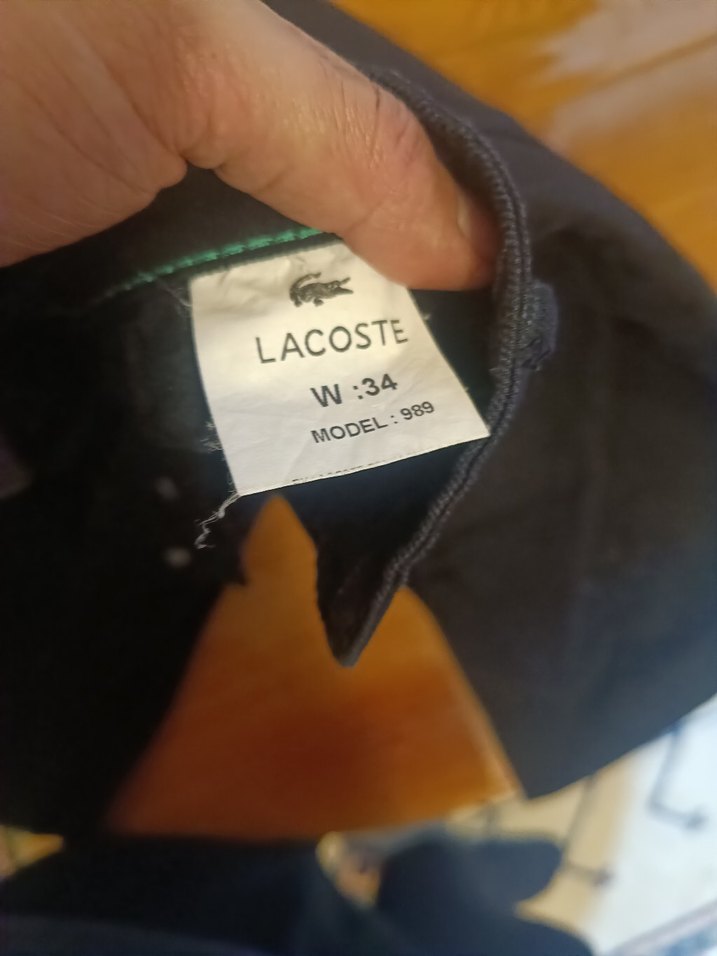 LACOSTE
W :34
MODEL : 989